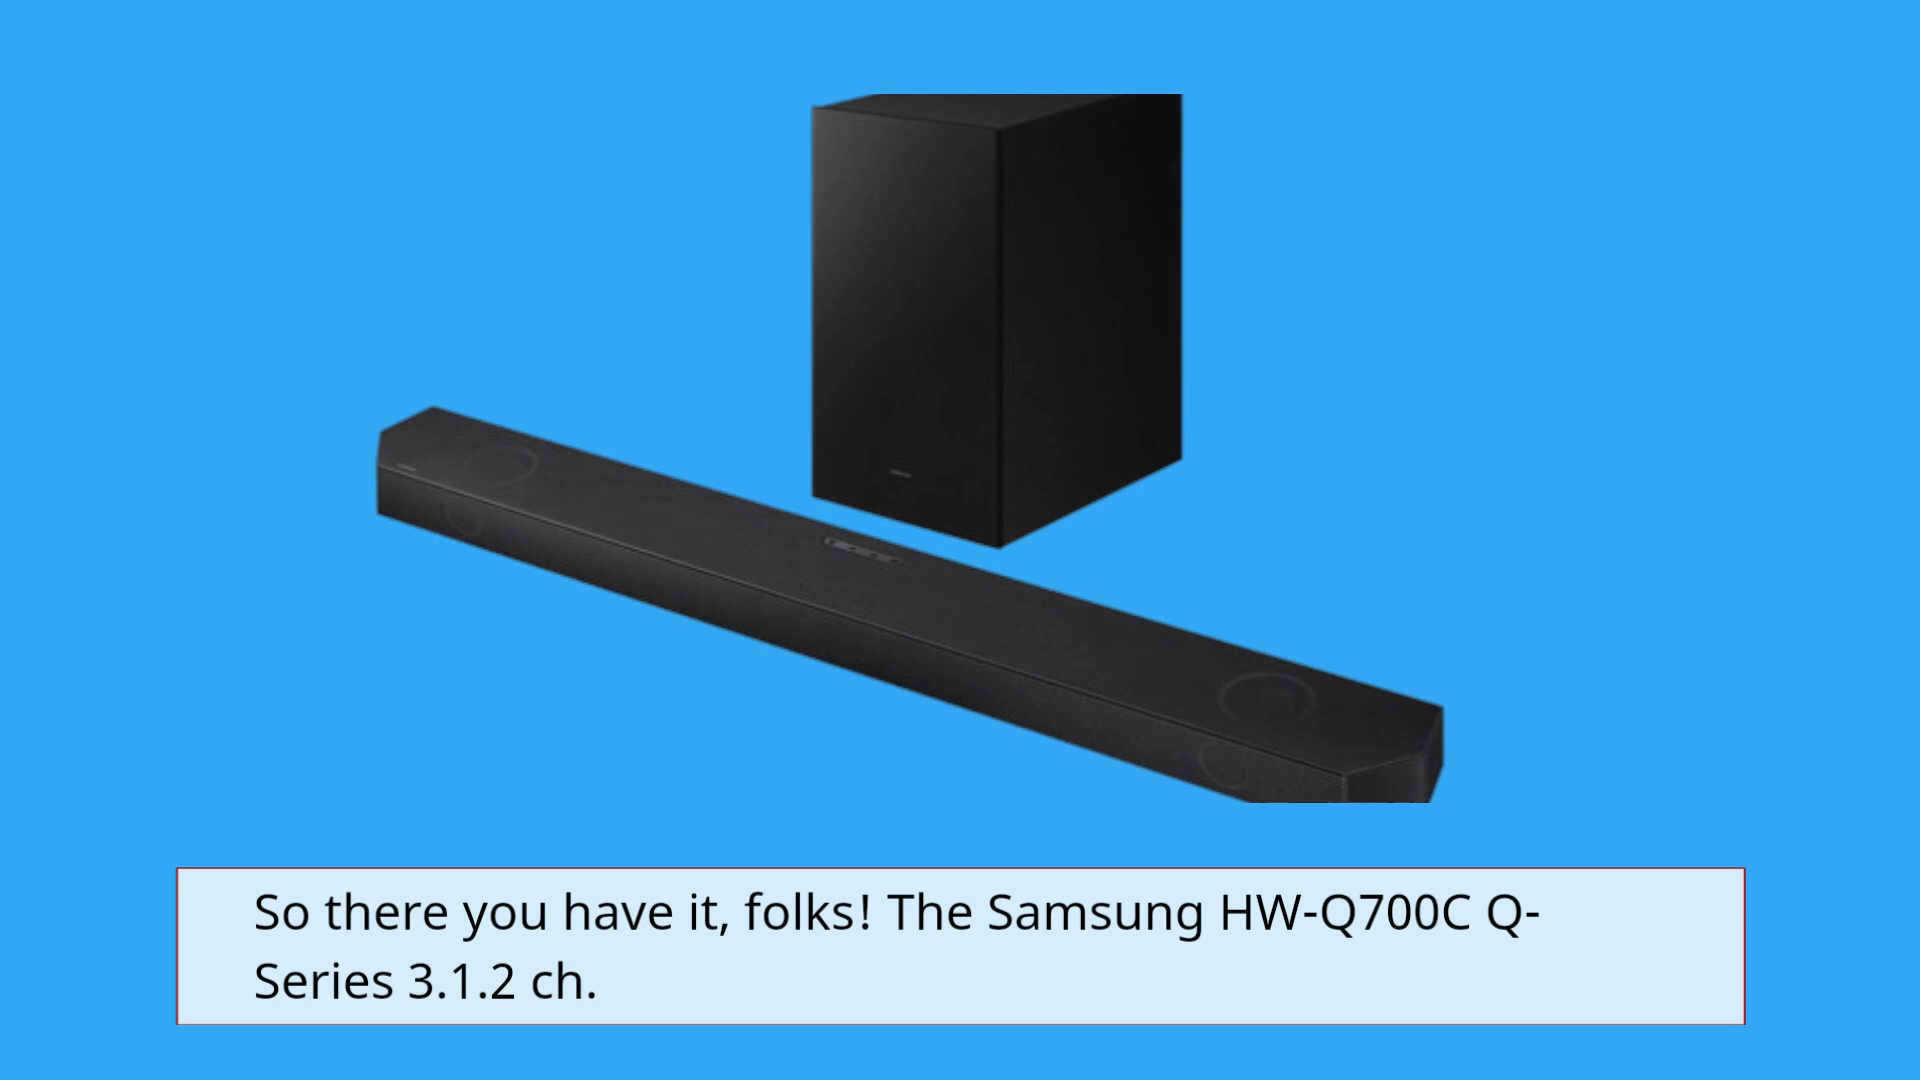 So there you have it, folks! The Samsung HW-Q700C Q-
Series 3.1.2 ch.